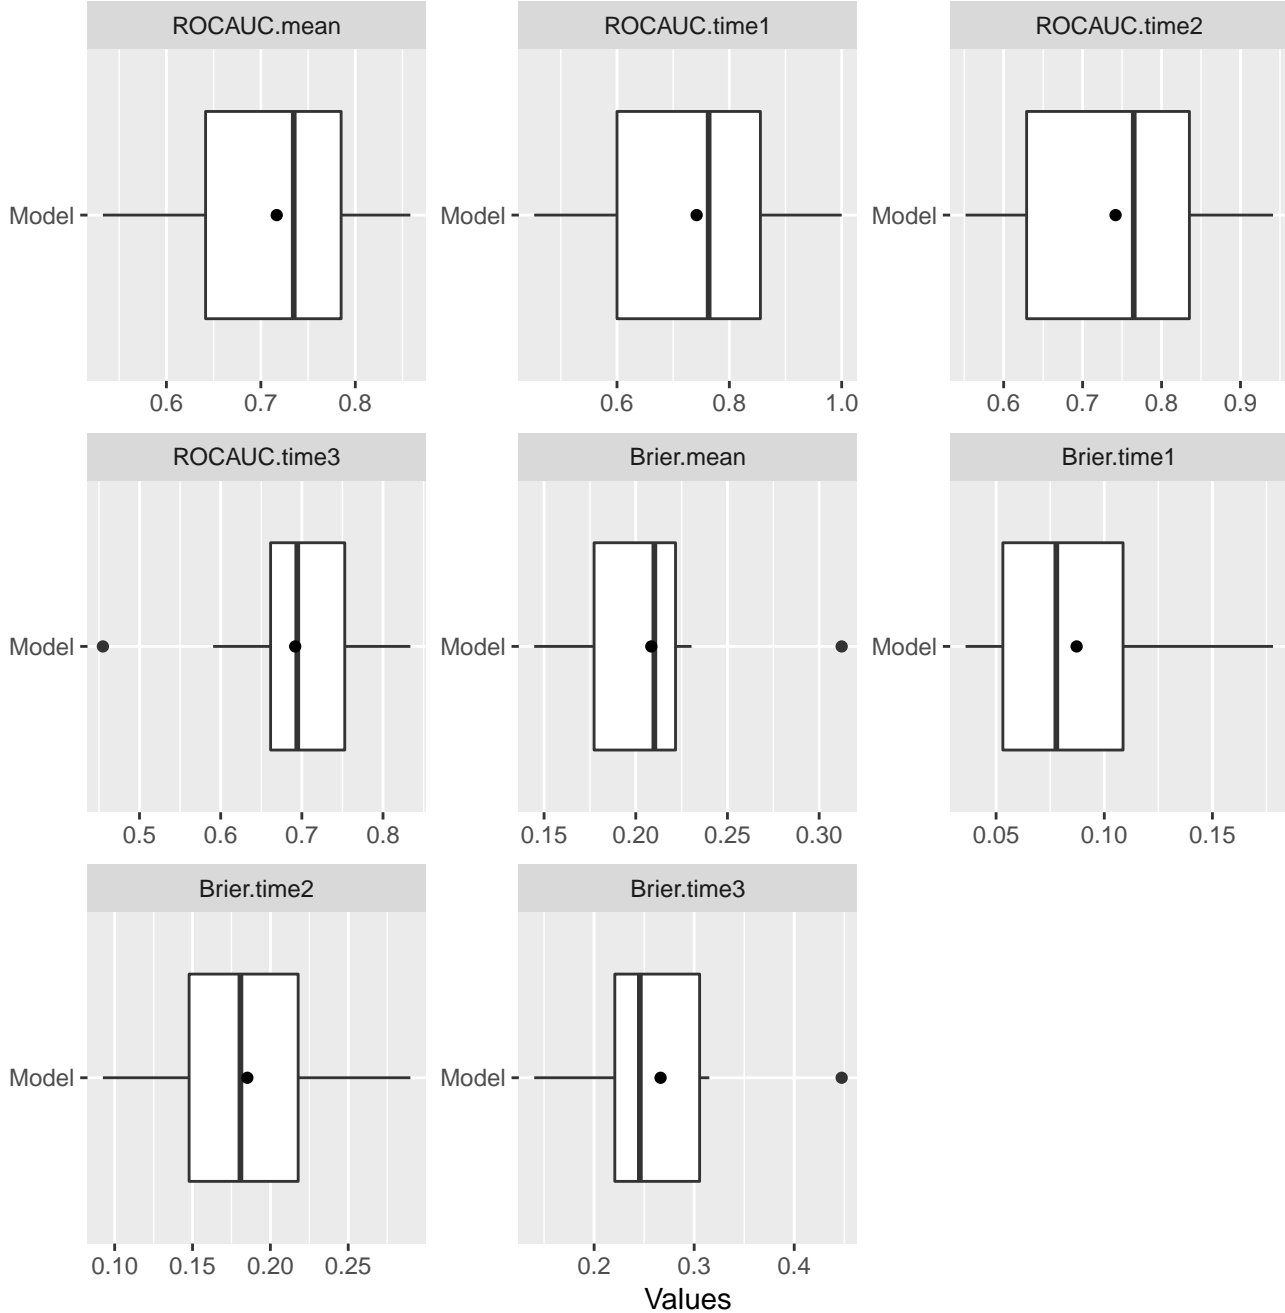 ROCAUC.mean ROCAUC.time1 ROCAUC.time2
Model Model Model
0.6 0.7 0.8 0.6 0.8 1.0 0.6 0.7 0.8 0.9
ROCAUC.time3 Brier.mean Brier.time1
Model Model Model
0.5 0.6 0.7 0.8 0.15 0.20 0.25 0.30 0.05 0.10 0.15
Brier.time2 Brier.time3
Model Model
0.10 0.15 0.20 0.25 0.2 0.3 0.4
Values